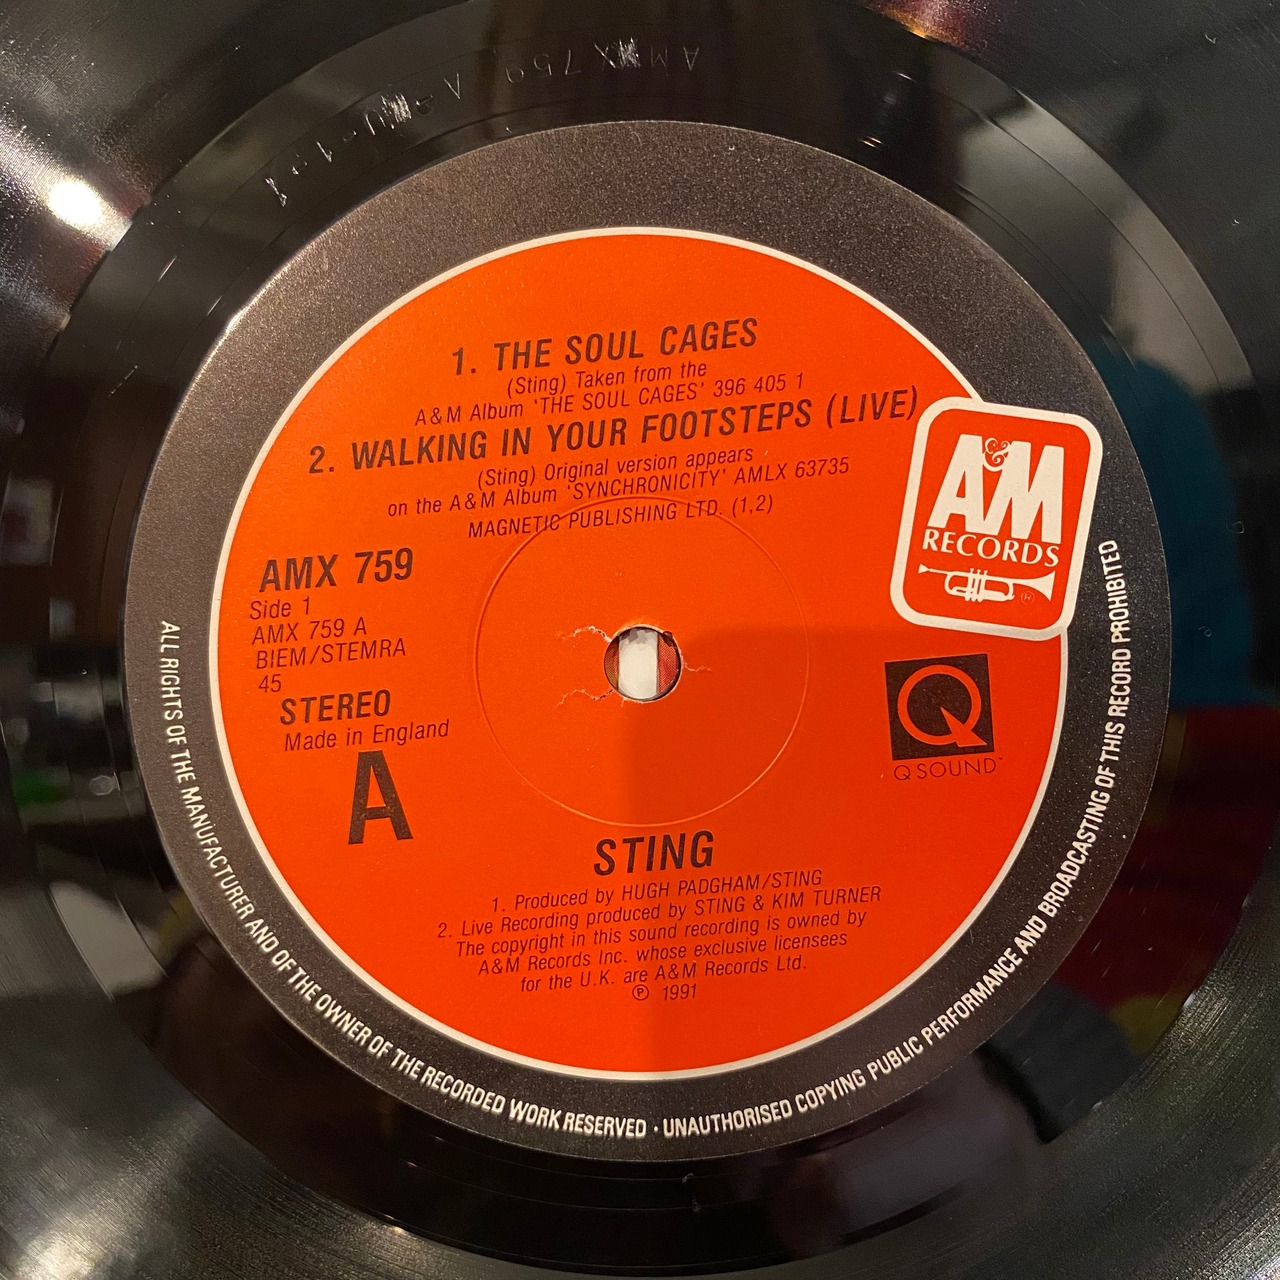 AMX 759 A
1. THE SOUL CAGES
(Sting) Taken from the
A&M Album 'THE SOUL CAGES' 396 405 1
2. WALKING IN YOUR FOOTSTEPS (LIVE)
(Sting) Original version appears
on the A&M Album 'SYNCHRONICITY' AMLX 63735
MAGNETIC PUBLISHING LTD. (1,2)
A&M
RECORDS
®
AMX 759
Side 1
AMX 759 A
BIEM/STEMRA
45
STEREO
Made in England
A
Q
Q SOUND™
STING
1. Produced by HUGH PADGHAM/STING
2. Live Recording produced by STING & KIM TURNER
The copyright in this sound recording is owned by
A&M Records Inc. whose exclusive licensees
for the U.K. are A&M Records Ltd.
℗ 1991
ALL RIGHTS OF THE MANUFACTURER AND OF THE OWNER OF THE RECORDED WORK RESERVED · UNAUTHORISED COPYING PUBLIC PERFORMANCE AND BROADCASTING OF THIS RECORD PROHIBITED